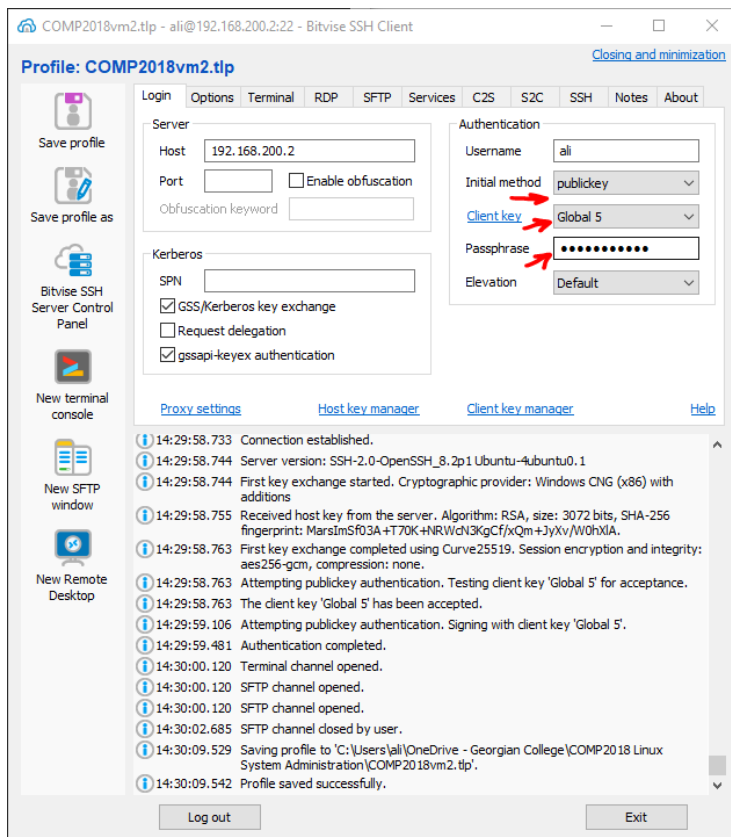 COMP2018vm2.tlp - ali@192.168.200.2:22 - Bitvise SSH Client
Closing and minimization
Profile: COMP2018vm2.tlp
Save profile
Save profile as
Bitvise SSH
Server Control
Panel
New terminal
console
New SFTP
window
New Remote
Desktop
Login Options Terminal RDP SFTP Services C2S S2C SSH Notes About
Server
Host 192.168.200.2
Port Enable obfuscation
Obfuscation keyword
Kerberos
SPN
GSS/Kerberos key exchange
Request delegation
gssapi-keyex authentication
Authentication
Username ali
Initial method publickey
Client key Global 5
Passphrase •••••••••••
Elevation Default
Proxy settings Host key manager Client key manager Help
14:29:58.733 Connection established.
14:29:58.744 Server version: SSH-2.0-OpenSSH_8.2p1 Ubuntu-4ubuntu0.1
14:29:58.744 First key exchange started. Cryptographic provider: Windows CNG (x86) with
additions
14:29:58.755 Received host key from the server. Algorithm: RSA, size: 3072 bits, SHA-256
fingerprint: MarsImSf03A+T70K+NRWcN3KgCf/xQm+JyXv/W0hXlA.
14:29:58.763 First key exchange completed using Curve25519. Session encryption and integrity:
aes256-gcm, compression: none.
14:29:58.763 Attempting publickey authentication. Testing client key 'Global 5' for acceptance.
14:29:58.763 The client key 'Global 5' has been accepted.
14:29:59.106 Attempting publickey authentication. Signing with client key 'Global 5'.
14:29:59.481 Authentication completed.
14:30:00.120 Terminal channel opened.
14:30:00.120 SFTP channel opened.
14:30:00.120 SFTP channel opened.
14:30:02.685 SFTP channel closed by user.
14:30:09.529 Saving profile to 'C:\Users\ali\OneDrive - Georgian College\COMP2018 Linux
System Administration\COMP2018vm2.tlp'.
14:30:09.542 Profile saved successfully.
Log out Exit